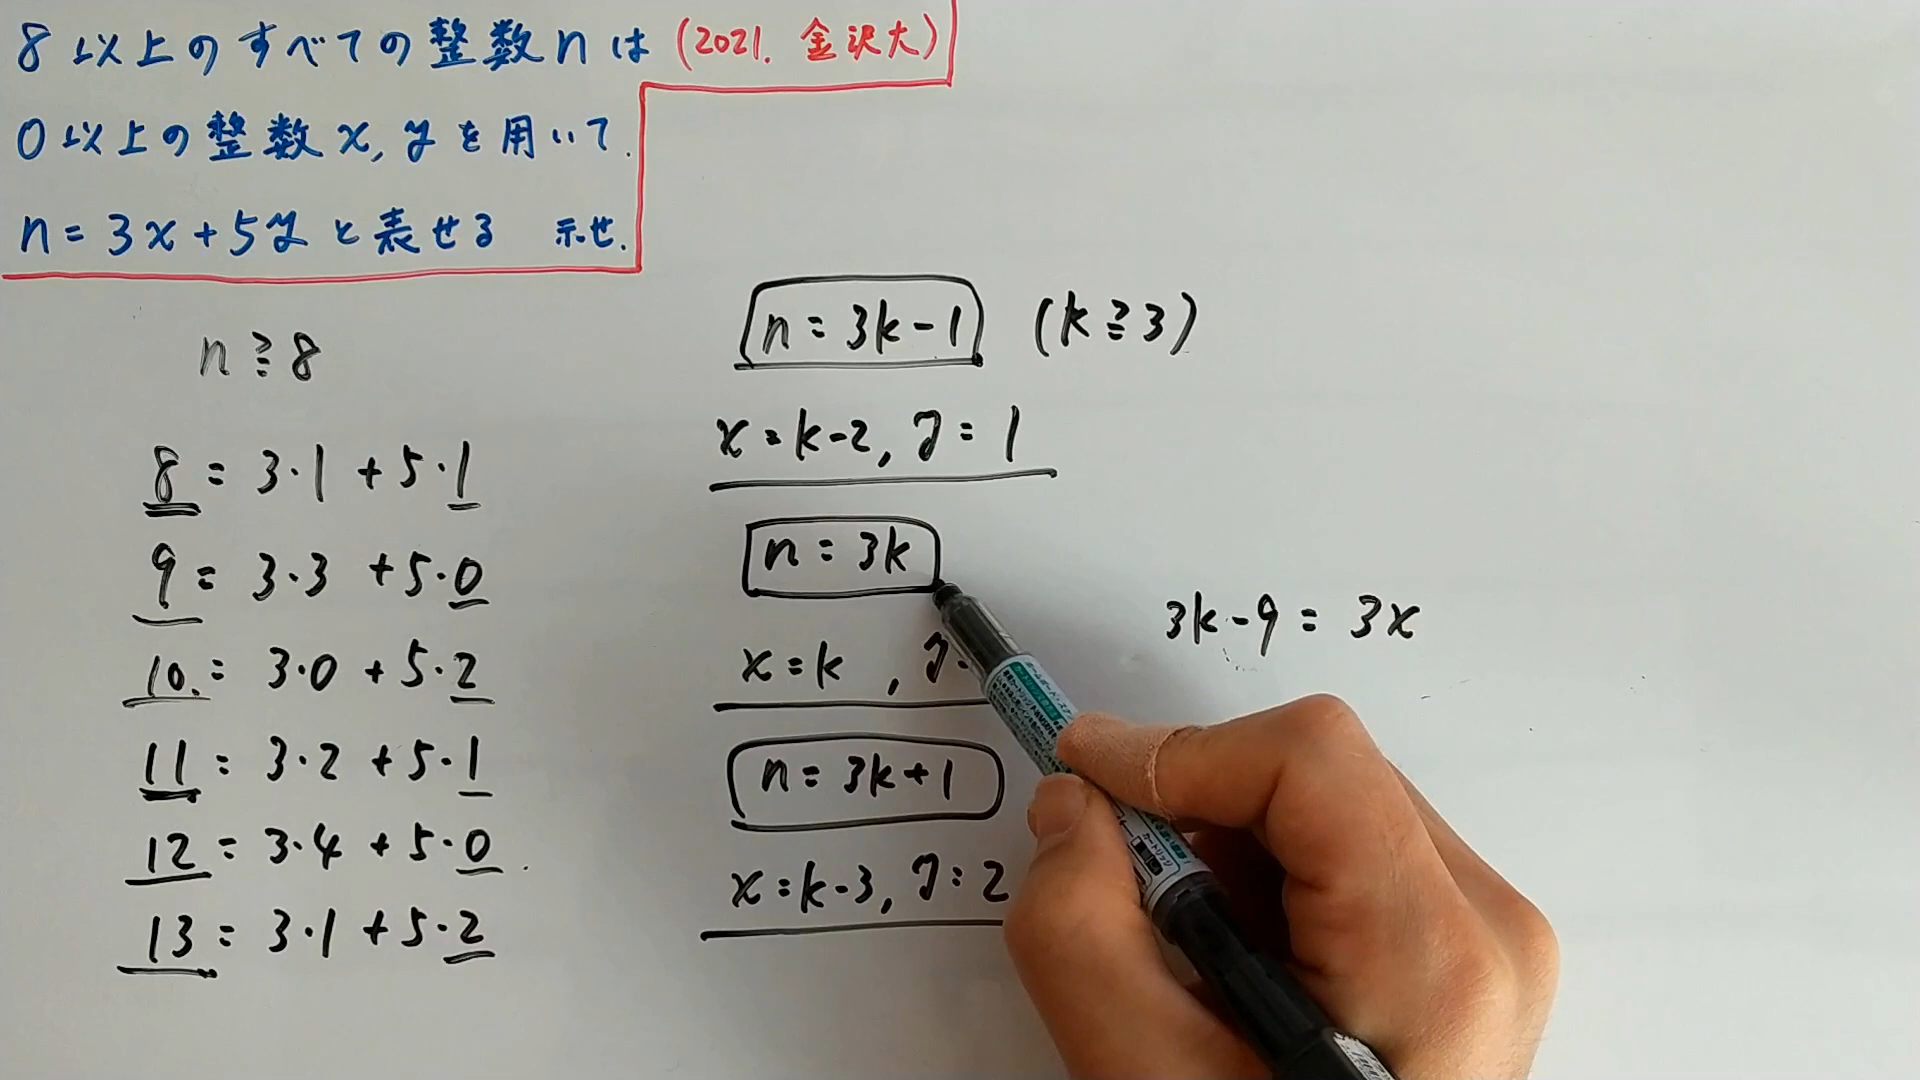 8以上のすべての整数nは (2021. 金沢大)
0以上の整数x, yを用いて.
n=3x+5yと表せる 示せ.
n≧8
8=3・1+5・1
9=3・3+5・0
10.=3・0+5・2
11=3・2+5・1
12=3・4+5・0.
13=3・1+5・2
n=3k-1 (k≧3)
x=k-2, y=1
n=3k
x=k, y
n=3k+1
x=k-3, y=2
3k-9=3x